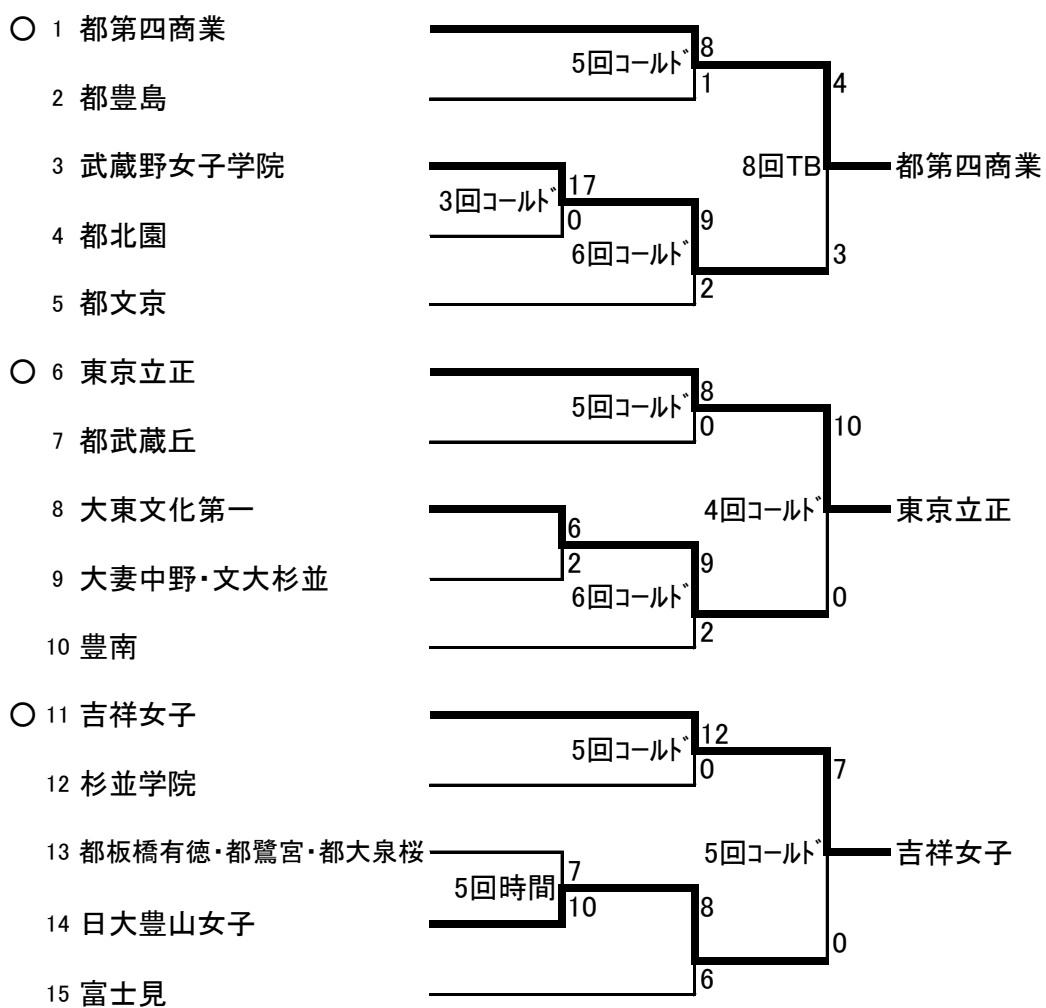 ○ 1 都第四商業
8
5回コールド
1
2 都豊島
4
8回TB
都第四商業
3 武蔵野女子学院
17
3回コールド
0
4 都北園
9
6回コールド
2
3
5 都文京
○ 6 東京立正
8
5回コールド
0
7 都武蔵丘
10
4回コールド
東京立正
8 大東文化第一
6
2
9 大妻中野・文大杉並
9
6回コールド
2
0
10 豊南
○ 11 吉祥女子
12
5回コールド
0
12 杉並学院
7
5回コールド
吉祥女子
13 都板橋有徳・都鷺宮・都大泉桜
7
5回時間
10
14 日大豊山女子
8
6
0
15 富士見